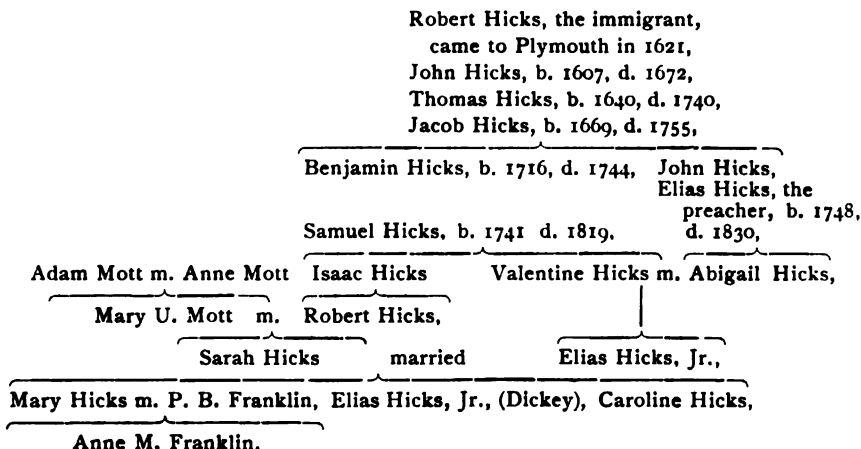 Robert Hicks, the immigrant,
came to Plymouth in 1621,
John Hicks, b. 1607, d. 1672,
Thomas Hicks, b. 1640, d. 1740,
Jacob Hicks, b. 1669, d. 1755,
Benjamin Hicks, b. 1716, d. 1744, John Hicks,
Elias Hicks, the
preacher, b. 1748,
Samuel Hicks, b. 1741 d. 1819, d. 1830,
Adam Mott m. Anne Mott Isaac Hicks Valentine Hicks m. Abigail Hicks,
Mary U. Mott m. Robert Hicks,
Sarah Hicks married Elias Hicks, Jr.,
Mary Hicks m. P. B. Franklin, Elias Hicks, Jr., (Dickey), Caroline Hicks,
Anne M. Franklin.